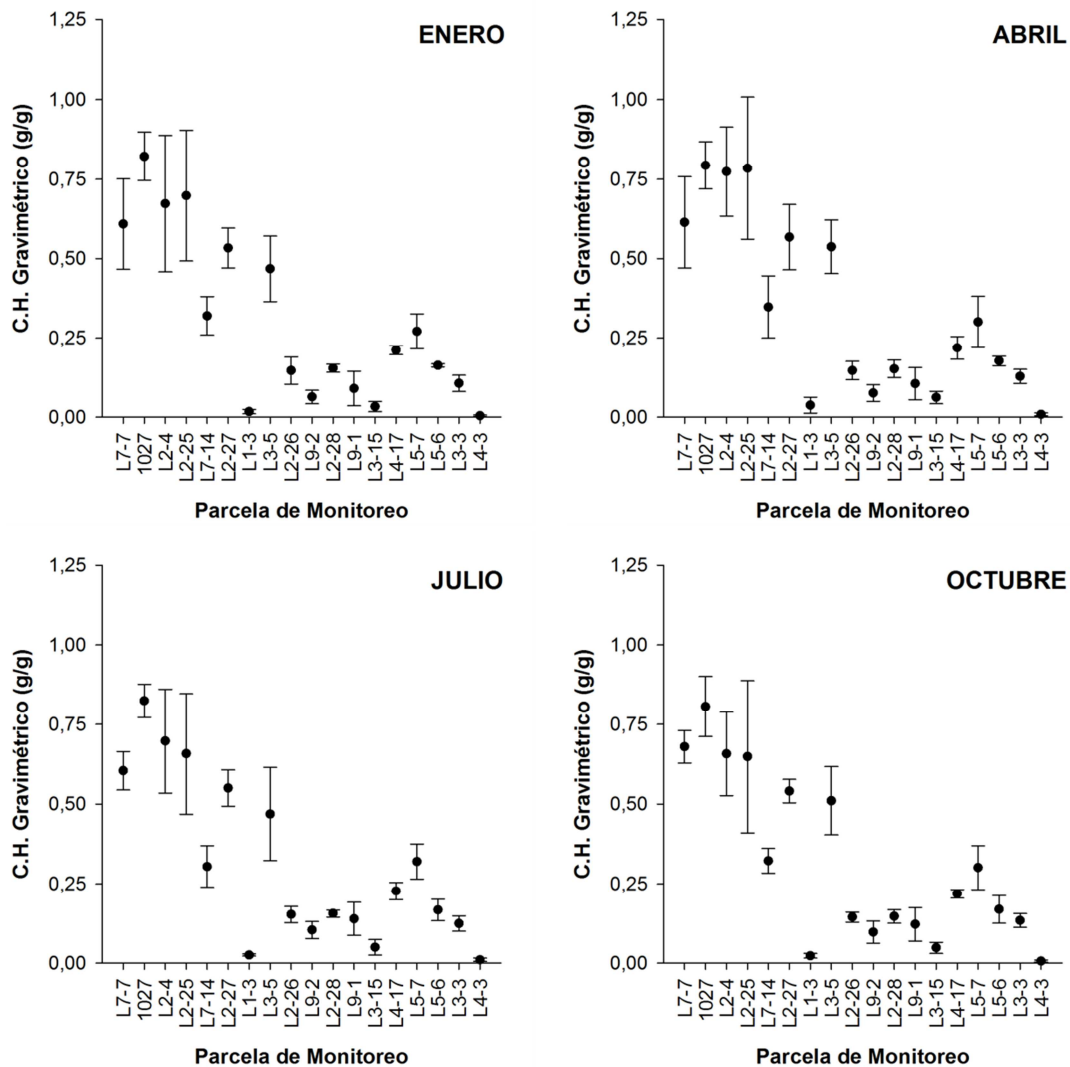 ENERO
C.H. Gravimétrico (g/g)
1,25
1,00
0,75
0,50
0,25
0,00
L7-7
1027
L2-4
L2-25
L7-14
L2-27
L1-3
L3-5
L2-26
L9-2
L2-28
L9-1
L3-15
L4-17
L5-7
L5-6
L3-3
L4-3
Parcela de Monitoreo
ABRIL
C.H. Gravimétrico (g/g)
1,25
1,00
0,75
0,50
0,25
0,00
L7-7
1027
L2-4
L2-25
L7-14
L2-27
L1-3
L3-5
L2-26
L9-2
L2-28
L9-1
L3-15
L4-17
L5-7
L5-6
L3-3
L4-3
Parcela de Monitoreo
JULIO
C.H. Gravimétrico (g/g)
1,25
1,00
0,75
0,50
0,25
0,00
L7-7
1027
L2-4
L2-25
L7-14
L2-27
L1-3
L3-5
L2-26
L9-2
L2-28
L9-1
L3-15
L4-17
L5-7
L5-6
L3-3
L4-3
Parcela de Monitoreo
OCTUBRE
C.H. Gravimétrico (g/g)
1,25
1,00
0,75
0,50
0,25
0,00
L7-7
1027
L2-4
L2-25
L7-14
L2-27
L1-3
L3-5
L2-26
L9-2
L2-28
L9-1
L3-15
L4-17
L5-7
L5-6
L3-3
L4-3
Parcela de Monitoreo